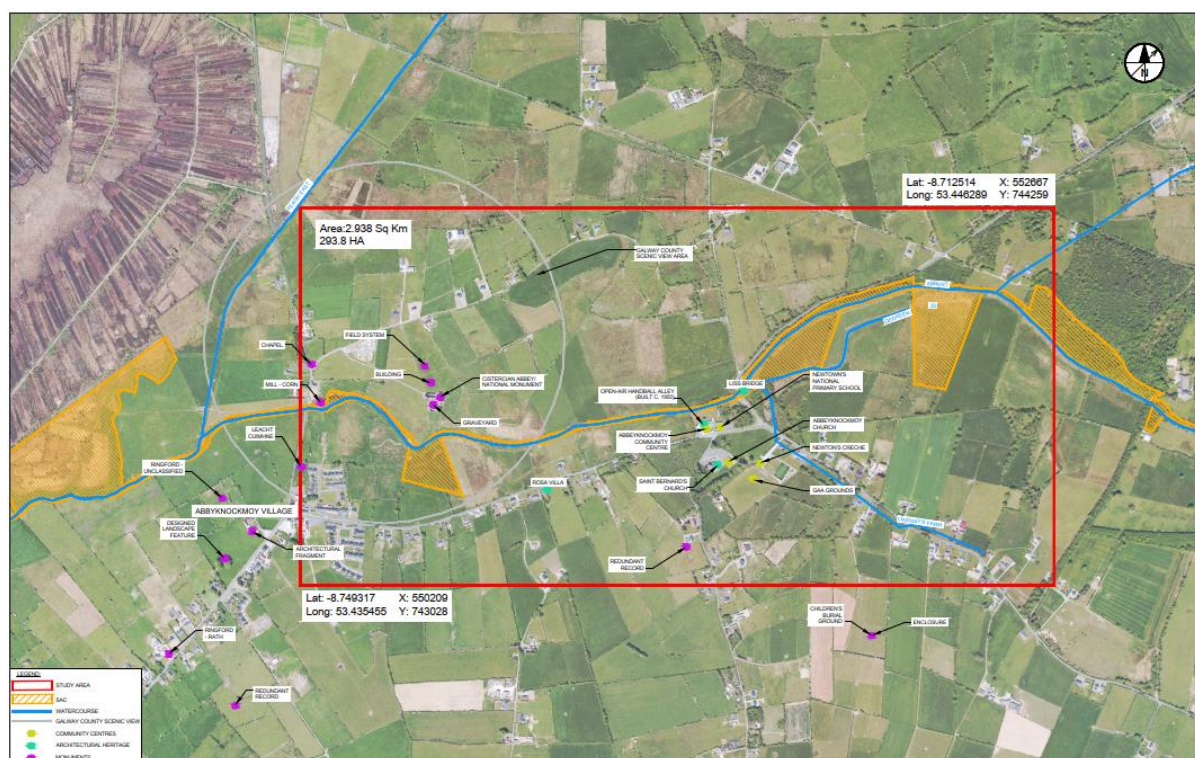 Lat: -8.712514 X: 552667
Long: 53.446289 Y: 744259
Area:2.938 Sq Km
293.8 HA
GALWAY COUNTY
SCENIC VIEW AREA
N
FIELD SYSTEM
CHAPEL
BUILDING
CISTERCIAN ABBEY/
NATIONAL MONUMENT
MILL - CORN
GRAVEYARD
LISS BRIDGE
NEWTOWN'S
NATIONAL
PRIMARY SCHOOL
OPEN-AIR HANDBALL ALLEY
ABBEYKNOCKMOY
CHURCH
ABBEYKNOCKMOY
COMMUNITY
CENTRE
LEACHT
CUIMHNE
NEWTON'S CRECHE
RINGFORD -
UNCLASSIFIED
ROSA VILLA
SAINT BERNARD'S
CHURCH
GAA GROUNDS
ABBYKNOCKMOY VILLAGE
DESIGNED
LANDSCAPE
FEATURE
ARCHITECTURAL
FRAGMENT
REDUNDANT
RECORD
Lat: -8.749317 X: 550209
Long: 53.435455 Y: 743028
CHILDREN'S
BURIAL
GROUND
ENCLOSURE
RINGFORD
- RATH
REDUNDANT
RECORD
LEGEND:
STUDY AREA
SAC
WATERCOURSE
GALWAY COUNTY SCENIC VIEW
COMMUNITY CENTRES
ARCHITECTURAL HERITAGE
MONUMENTS